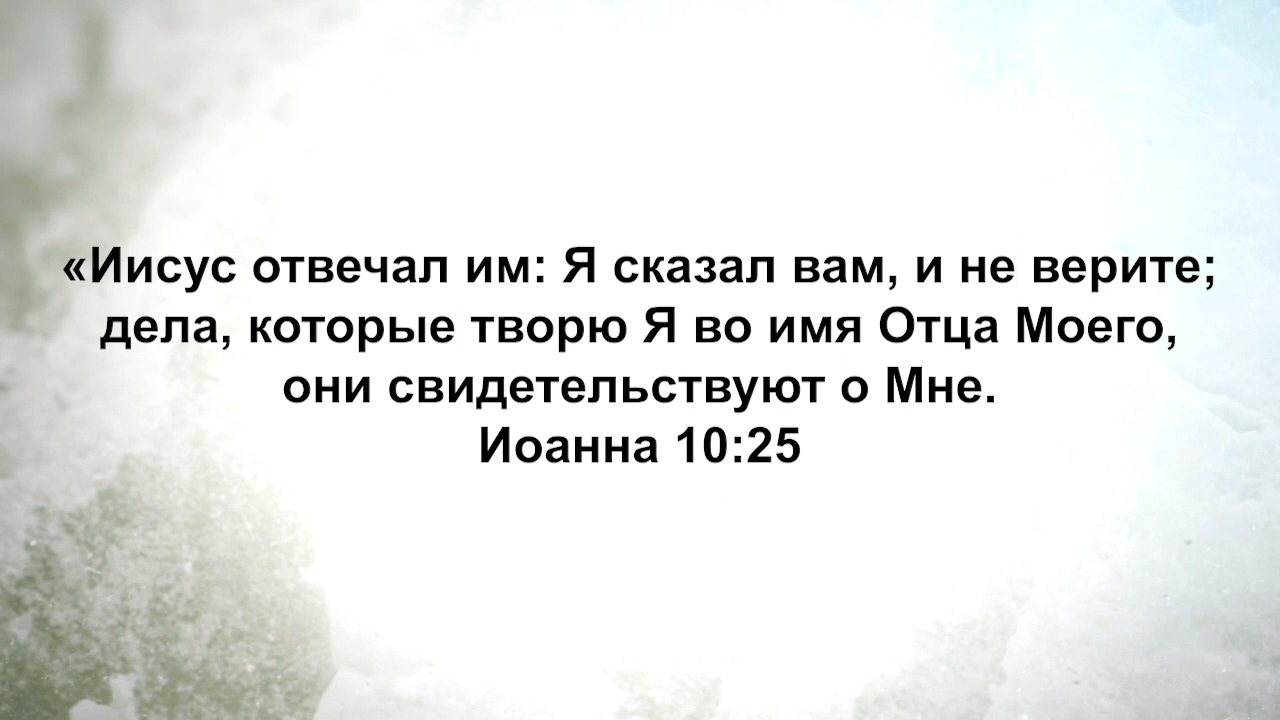 «Иисус отвечал им: Я сказал вам, и не верите;
дела, которые творю Я во имя Отца Моего,
они свидетельствуют о Мне.
Иоанна 10:25